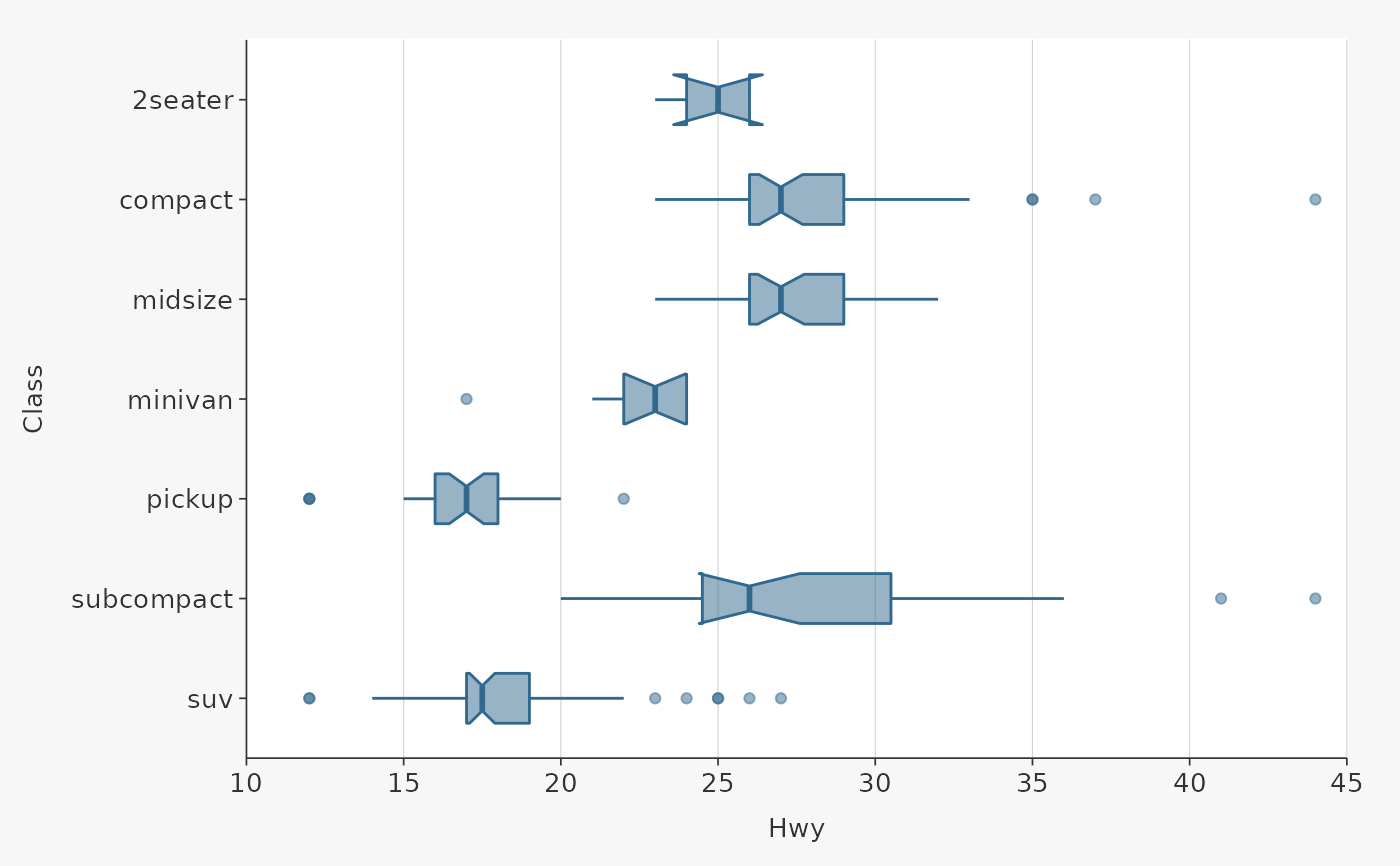 2seater
compact
midsize
minivan
pickup
subcompact
suv
Class
10 15 20 25 30 35 40 45
Hwy